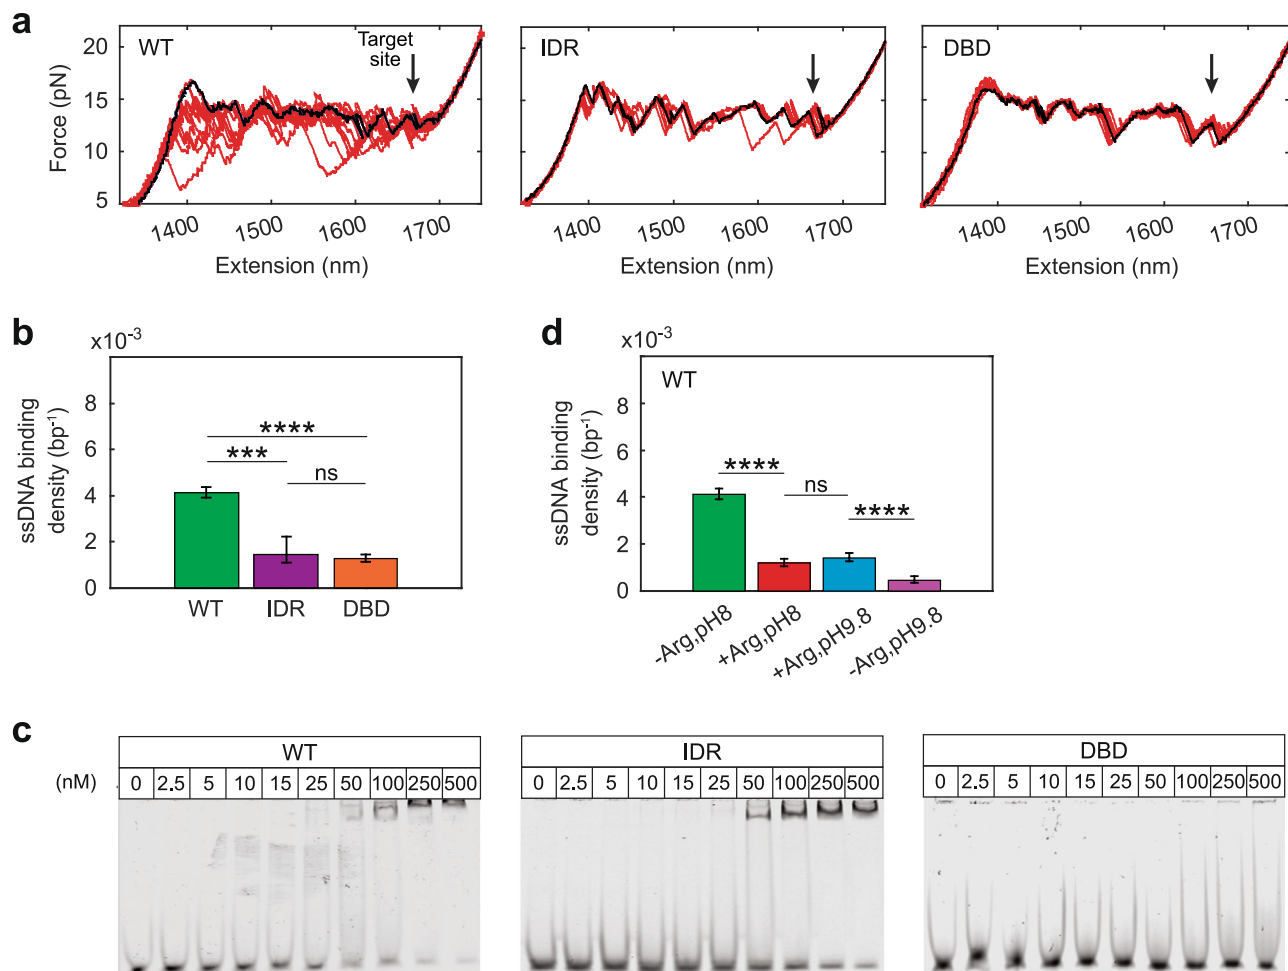 a
WT
Target
site
IDR
DBD
Force (pN)
20
15
10
5
1400 1500 1600 1700
1400 1500 1600 1700
1400 1500 1600 1700
Extension (nm)
Extension (nm)
Extension (nm)
b
x10⁻³
ssDNA binding
density (bp⁻¹)
8
6
4
2
0
****
***
ns
WT IDR DBD
d
x10⁻³
WT
ssDNA binding
density (bp⁻¹)
8
6
4
2
0
****
ns
****
-Arg,pH8
+Arg,pH8
+Arg,pH9.8
-Arg,pH9.8
c
WT
IDR
DBD
(nM)
0 2.5 5 10 15 25 50 100 250 500
0 2.5 5 10 15 25 50 100 250 500
0 2.5 5 10 15 25 50 100 250 500